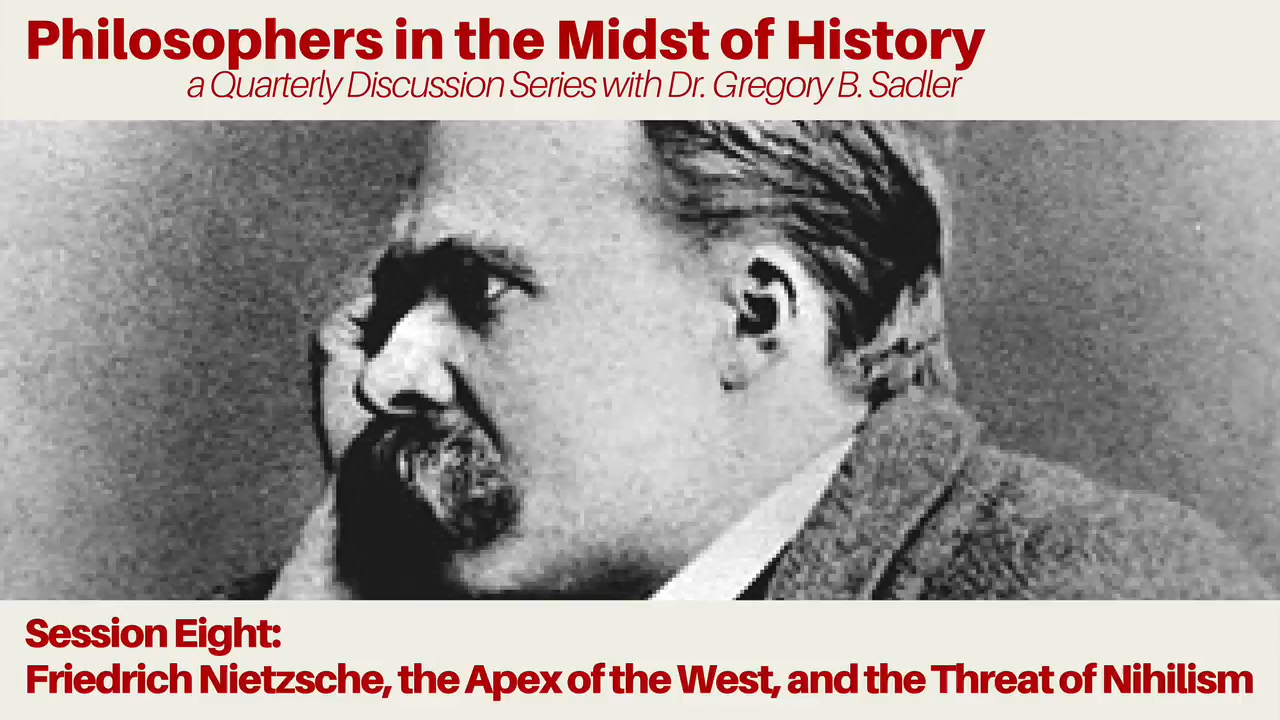 Philosophers in the Midst of History
a Quarterly Discussion Series with Dr. Gregory B. Sadler
Session Eight:
Friedrich Nietzsche, the Apex of the West, and the Threat of Nihilism